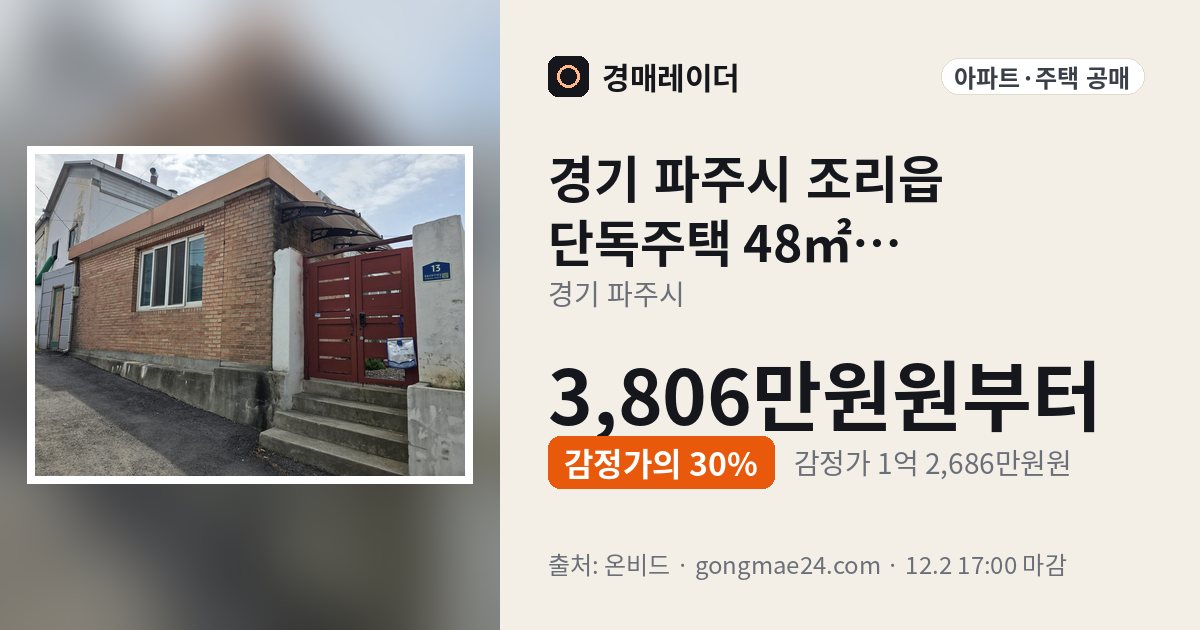 경매레이더
아파트·주택 공매
경기 파주시 조리읍
단독주택 48㎡…
경기 파주시
3,806만원원부터
감정가의 30%
감정가 1억 2,686만원원
출처: 온비드 · gongmae24.com · 12.2 17:00 마감
13